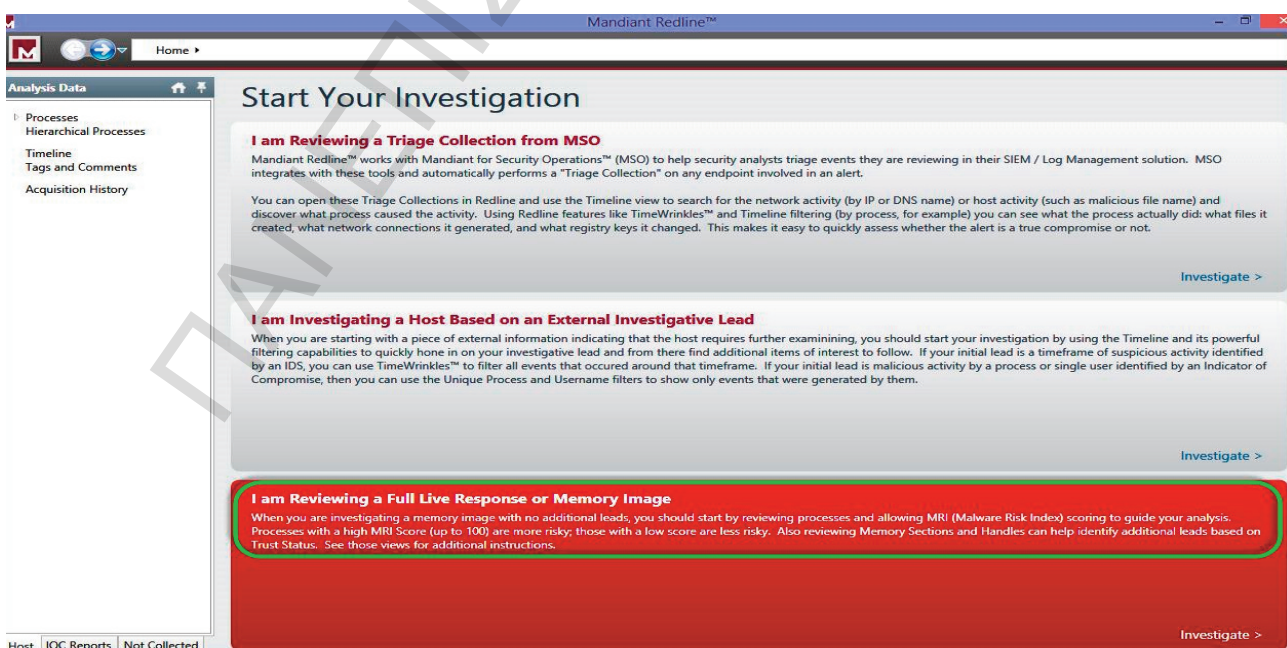 Mandiant Redline™
Home
Analysis Data
Processes
Hierarchical Processes
Timeline
Tags and Comments
Acquisition History
Host IOC Reports Not Collected
Start Your Investigation
I am Reviewing a Triage Collection from MSO
Mandiant Redline™ works with Mandiant for Security Operations™ (MSO) to help security analysts triage events they are reviewing in their SIEM / Log Management solution. MSO
integrates with these tools and automatically performs a "Triage Collection" on any endpoint involved in an alert.
You can open these Triage Collections in Redline and use the Timeline view to search for the network activity (by IP or DNS name) or host activity (such as malicious file name) and
discover what process caused the activity. Using Redline features like TimeWrinkles™ and Timeline filtering (by process, for example) you can see what the process actually did: what files it
created, what network connections it generated, and what registry keys it changed. This makes it easy to quickly assess whether the alert is a true compromise or not.
Investigate >
I am Investigating a Host Based on an External Investigative Lead
When you are starting with a piece of external information indicating that the host requires further examinining, you should start your investigation by using the Timeline and its powerful
filtering capabilities to quickly hone in on your investigative lead and from there find additional items of interest to follow. If your initial lead is a timeframe of suspicious activity identified
by an IDS, you can use TimeWrinkles™ to filter all events that occured around that timeframe. If your initial lead is malicious activity by a process or single user identified by an Indicator of
Compromise, then you can use the Unique Process and Username filters to show only events that were generated by them.
Investigate >
I am Reviewing a Full Live Response or Memory Image
When you are investigating a memory image with no additional leads, you should start by reviewing processes and allowing MRI (Malware Risk Index) scoring to guide your analysis.
Processes with a high MRI Score (up to 100) are more risky; those with a low score are less risky. Also reviewing Memory Sections and Handles can help identify additional leads based on
Trust Status. See those views for additional instructions.
Investigate >